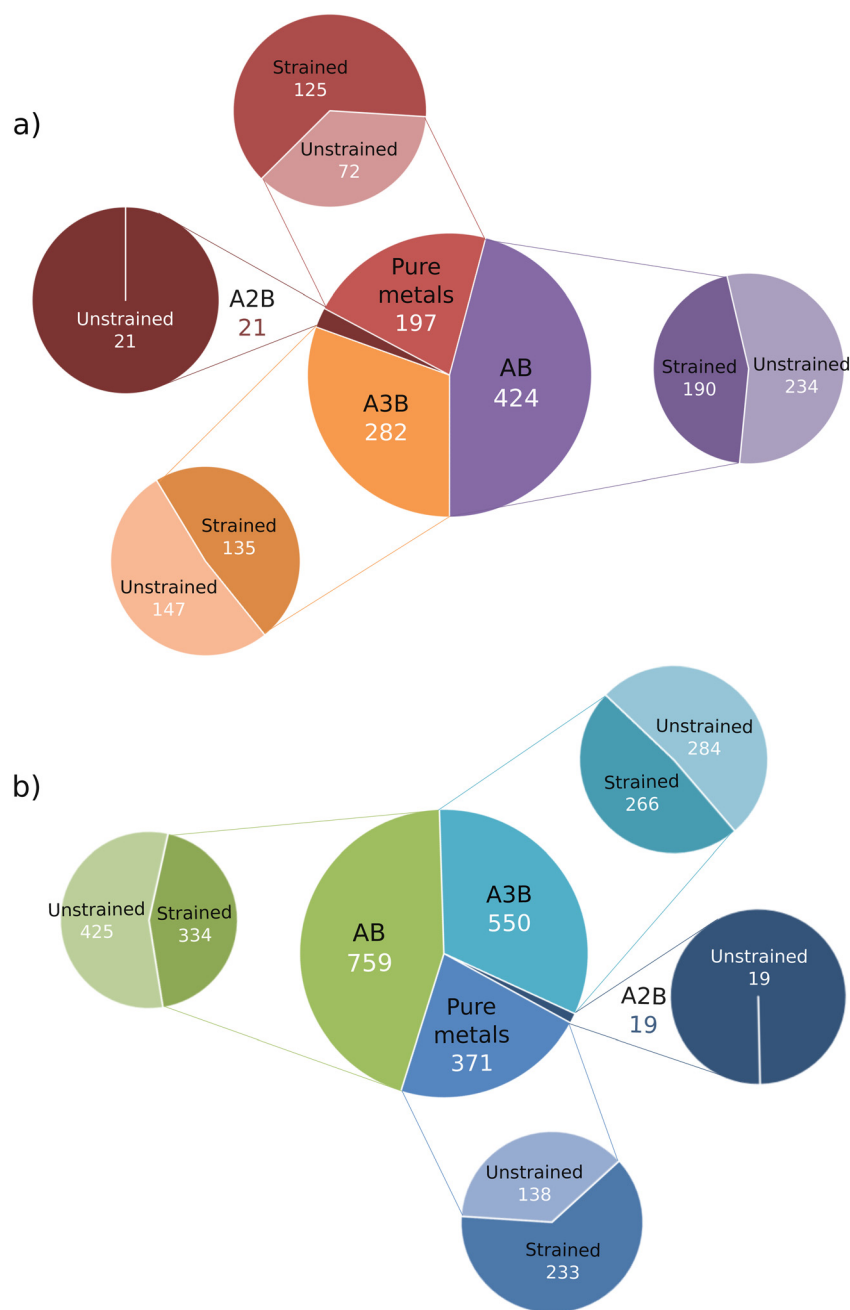 a)
Strained
125
Unstrained
72
Unstrained
21
A2B
21
Pure
metals
197
AB
424
A3B
282
Strained
190
Unstrained
234
Strained
135
Unstrained
147
b)
Unstrained
284
Strained
266
Unstrained
425
Strained
334
AB
759
A3B
550
Pure
metals
371
A2B
19
Unstrained
19
Unstrained
138
Strained
233